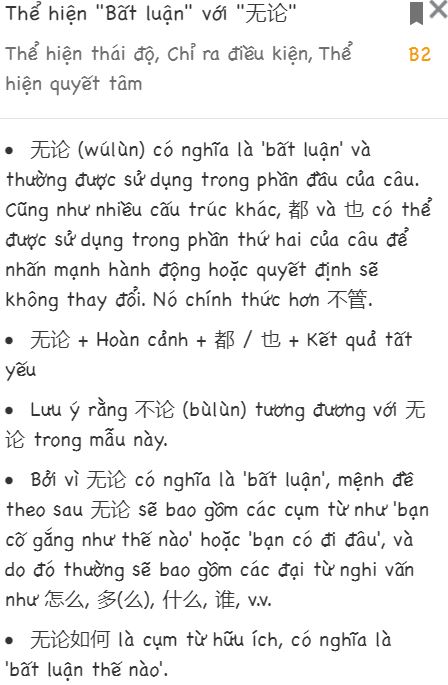 Thể hiện "Bất luận" với "无论"
Thể hiện thái độ, Chỉ ra điều kiện, Thể
hiện quyết tâm
B2
• 无论 (wúlùn) có nghĩa là 'bất luận' và
thường được sử dụng trong phần đầu của câu.
Cũng như nhiều cấu trúc khác, 都 và 也 có thể
được sử dụng trong phần thứ hai của câu để
nhấn mạnh hành động hoặc quyết định sẽ
không thay đổi. Nó chính thức hơn 不管.
• 无论 + Hoàn cảnh + 都 / 也 + Kết quả tất
yếu
• Lưu ý rằng 不论 (bùlùn) tương đương với 无
论 trong mẫu này.
• Bởi vì 无论 có nghĩa là 'bất luận', mệnh đề
theo sau 无论 sẽ bao gồm các cụm từ như 'bạn
cố gắng như thế nào' hoặc 'bạn có đi đâu', và
do đó thường sẽ bao gồm các đại từ nghi vấn
như 怎么, 多(么), 什么, 谁, v.v.
• 无论如何 là cụm từ hữu ích, có nghĩa là
'bất luận thế nào'.